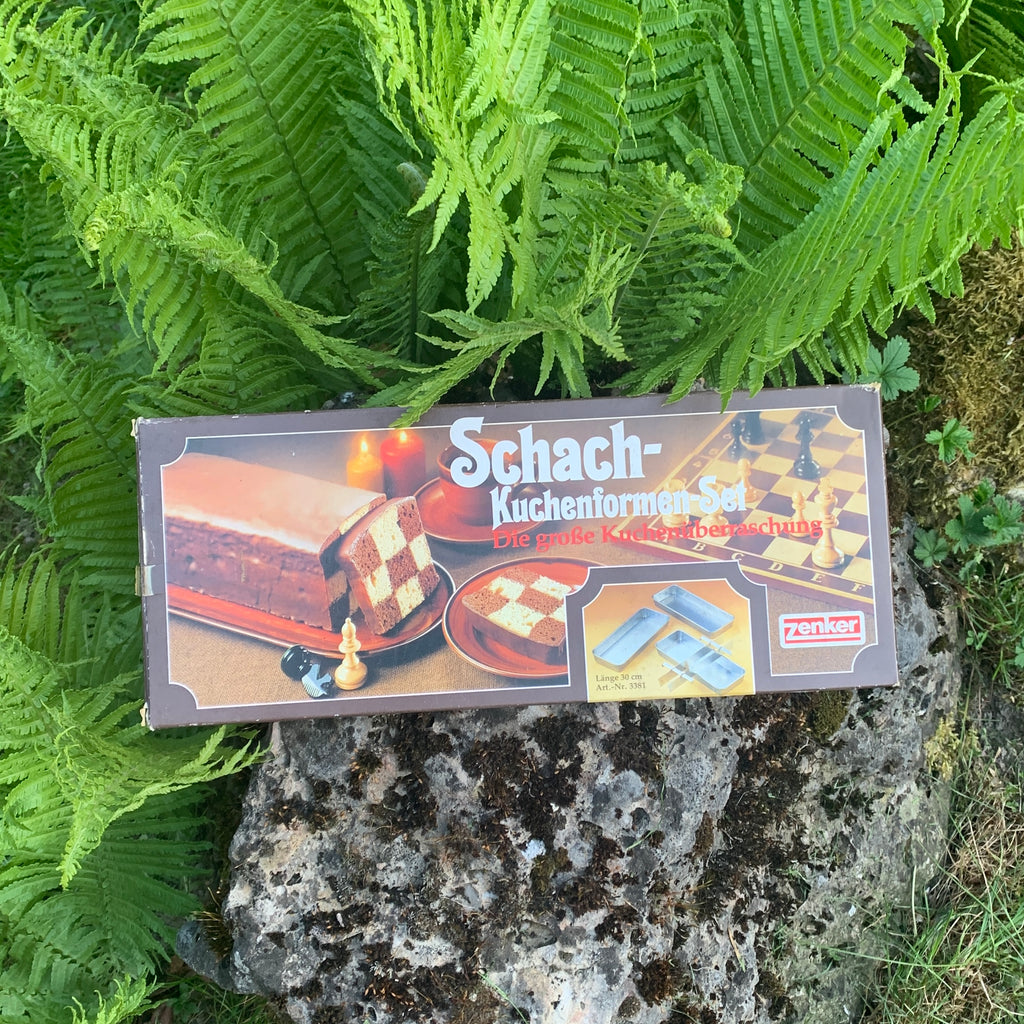 Schach-
Kuchenformen-Set
Die große Kuchenüberraschung
B C D E F
zenker
Länge 30 cm
Art.-Nr. 3381